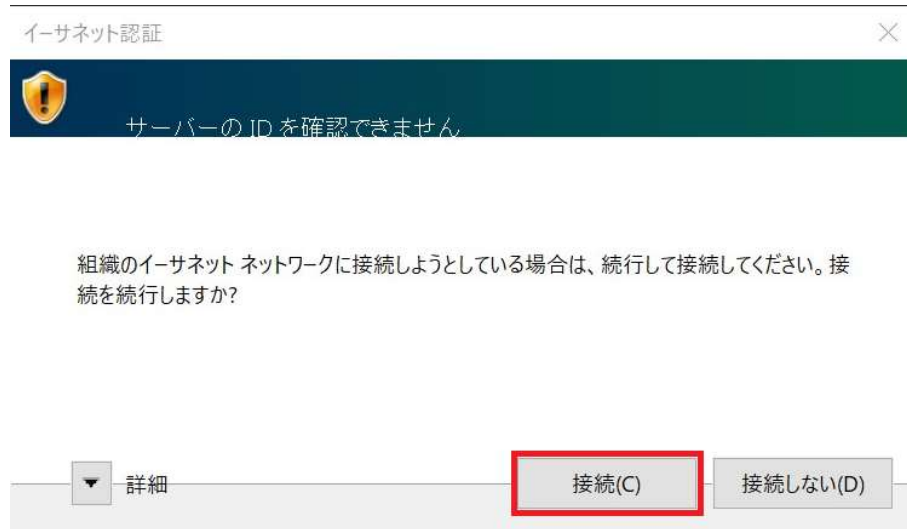 イーサネット認証
サーバーの ID を確認できません
組織のイーサネット ネットワークに接続しようとしている場合は、続行して接続してください。接
続を続行しますか?
詳細
接続(C)
接続しない(D)